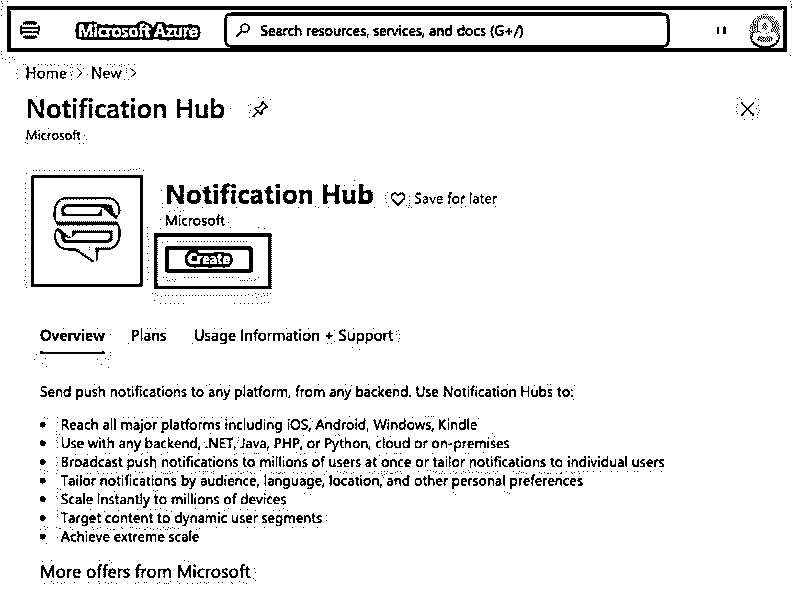 Microsoft Azure
Search resources, services, and docs (G+/)
Home > New >
Notification Hub
Microsoft
Notification Hub
Save for later
Microsoft
Create
Overview Plans Usage Information + Support
Send push notifications to any platform, from any backend. Use Notification Hubs to:
• Reach all major platforms including iOS, Android, Windows, Kindle
• Use with any backend, .NET, Java, PHP, or Python, cloud or on-premises
• Broadcast push notifications to millions of users at once or tailor notifications to individual users
• Tailor notifications by audience, language, location, and other personal preferences
• Scale instantly to millions of devices
• Target content to dynamic user segments
• Achieve extreme scale
More offers from Microsoft